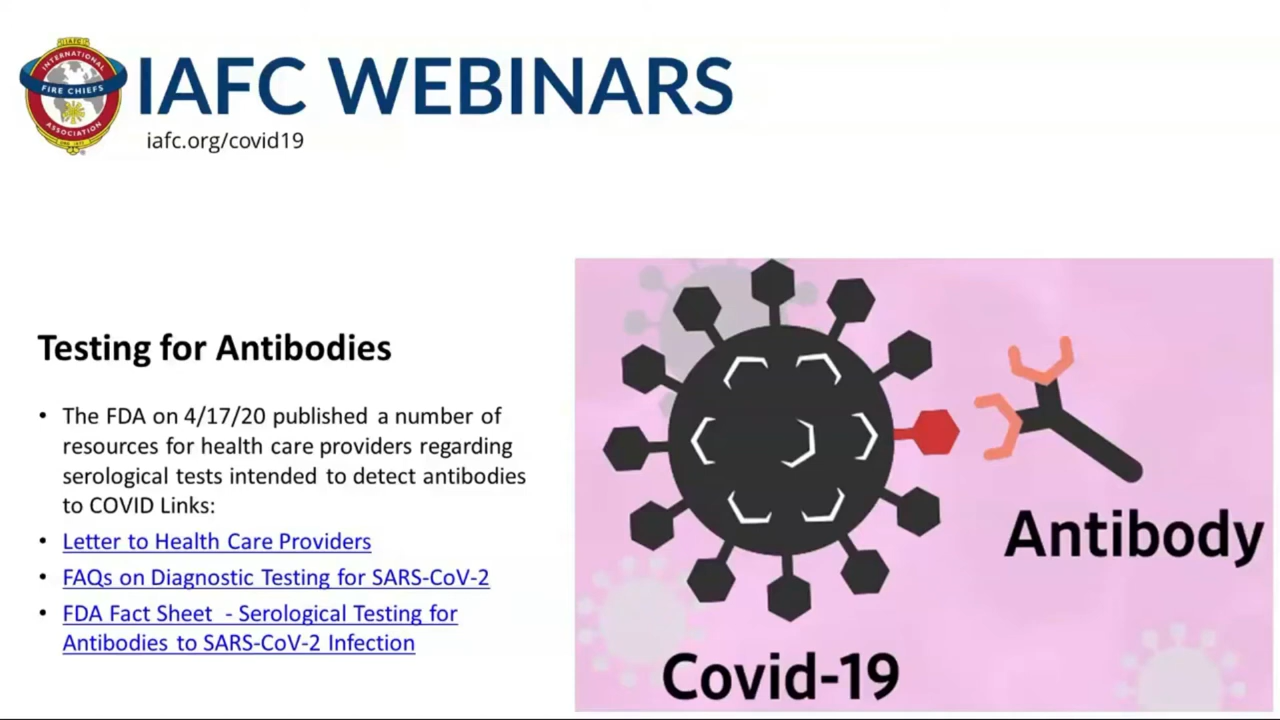 INTERNATIONAL
FIRE CHIEFS
ASSOCIATION
IAFC WEBINARS
iafc.org/covid19
Testing for Antibodies
• The FDA on 4/17/20 published a number of
resources for health care providers regarding
serological tests intended to detect antibodies
to COVID Links:
• Letter to Health Care Providers
• FAQs on Diagnostic Testing for SARS-CoV-2
• FDA Fact Sheet - Serological Testing for
Antibodies to SARS-CoV-2 Infection
Antibody
Covid-19